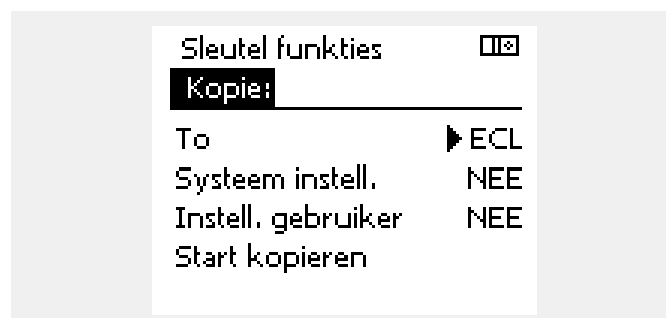 Sleutel funkties
Kopie:
To ECL
Systeem instell. NEE
Instell. gebruiker NEE
Start kopieren